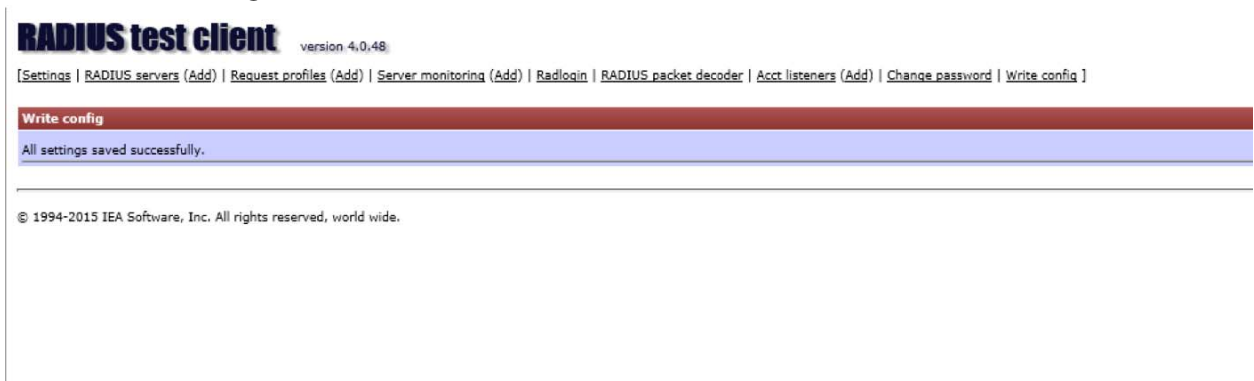 RADIUS test client version 4.0.48
[Settings | RADIUS servers (Add) | Request profiles (Add) | Server monitoring (Add) | Radlogin | RADIUS packet decoder | Acct listeners (Add) | Change password | Write config ]
Write config
All settings saved successfully.
© 1994-2015 IEA Software, Inc. All rights reserved, world wide.